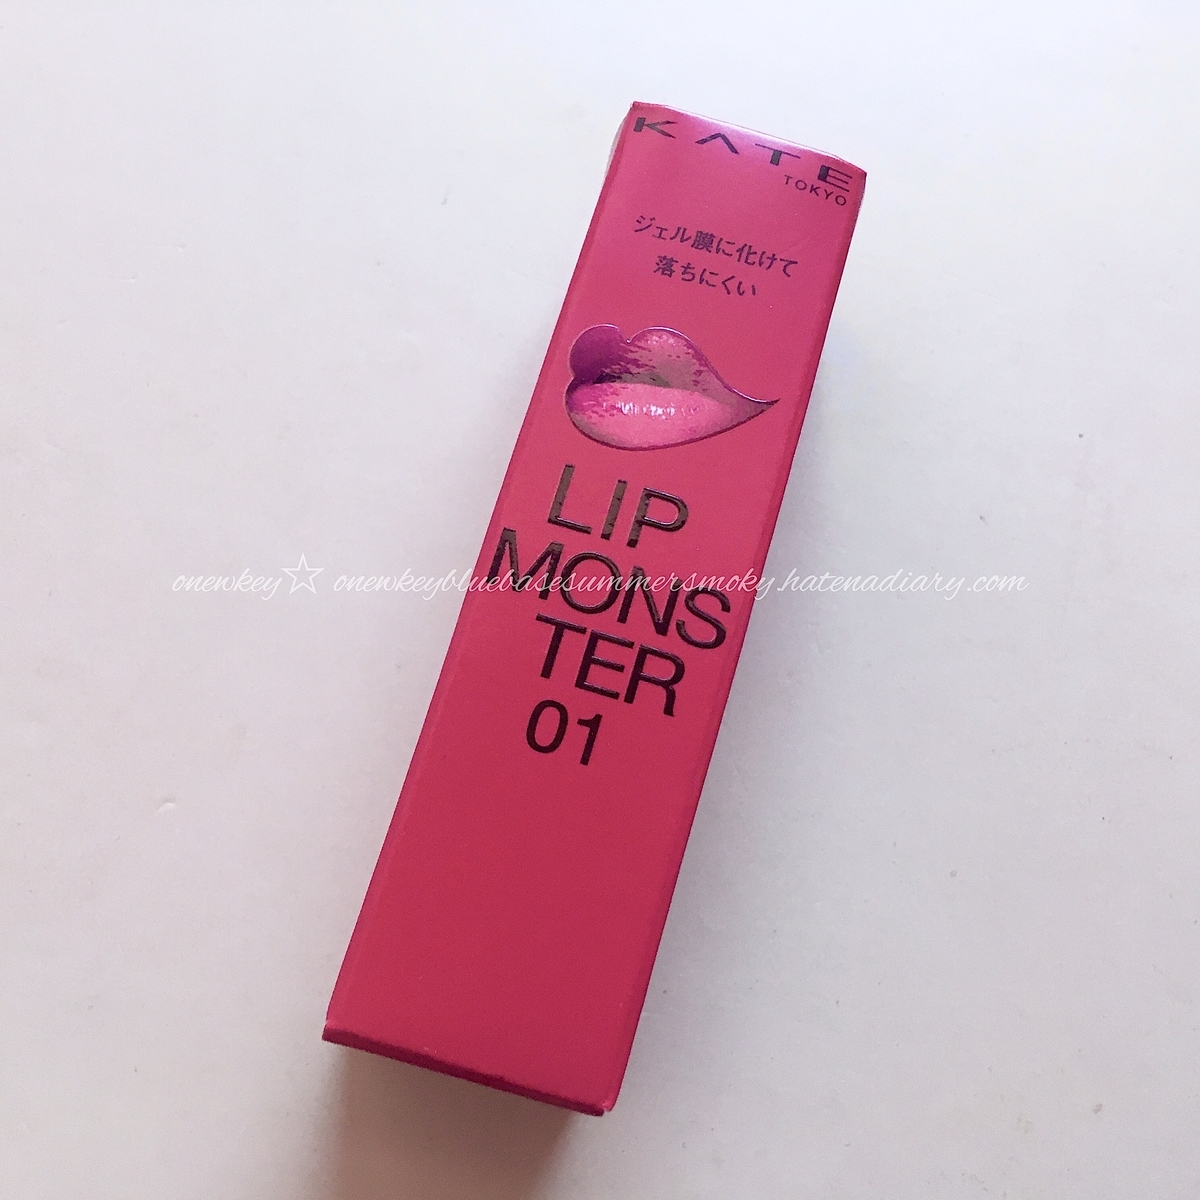 KATE
TOKYO
ジェル膜に化けて
落ちにくい
LIP
MONS
TER
01
onewkey☆ onewkeybluebasesummersmoky.hatenadiary.com